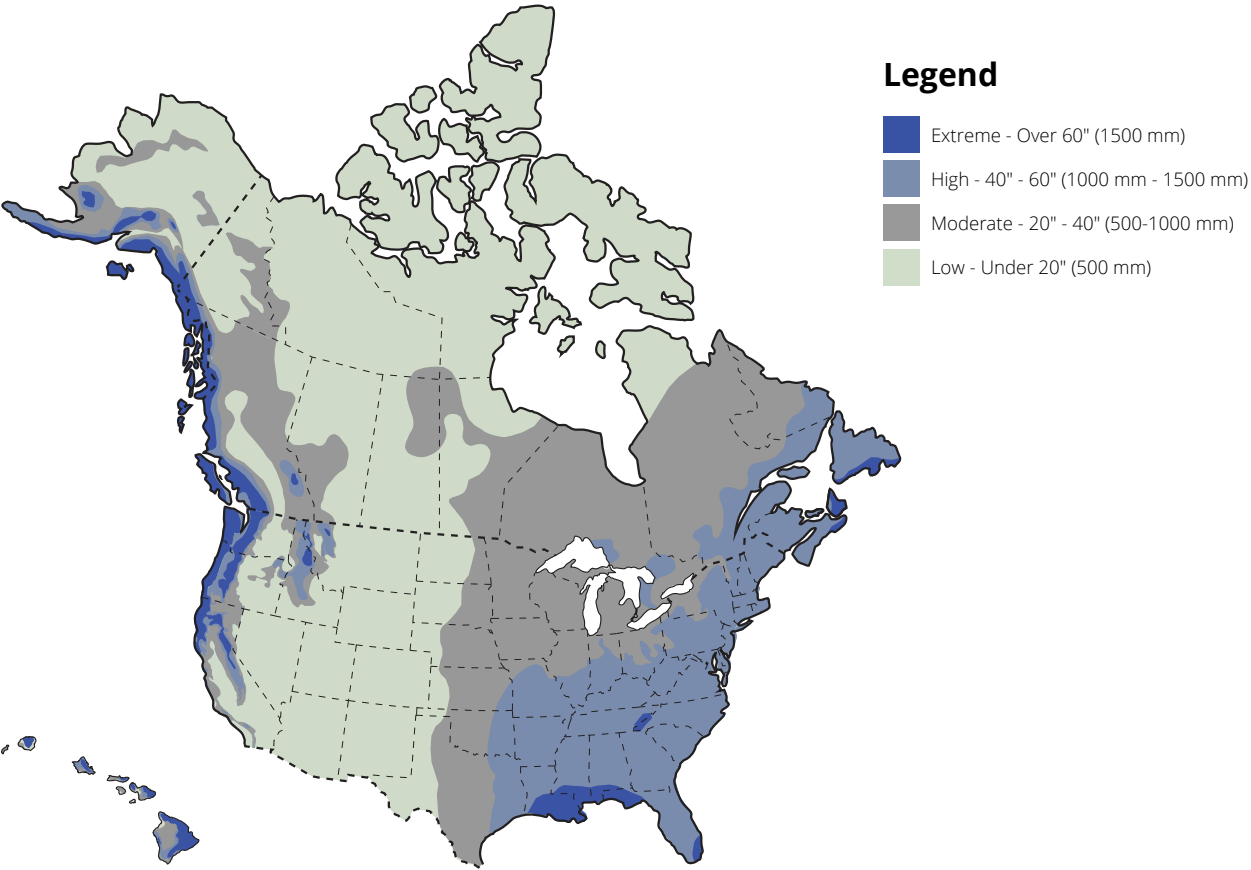 Legend
Extreme - Over 60" (1500 mm)
High - 40" - 60" (1000 mm - 1500 mm)
Moderate - 20" - 40" (500-1000 mm)
Low - Under 20" (500 mm)